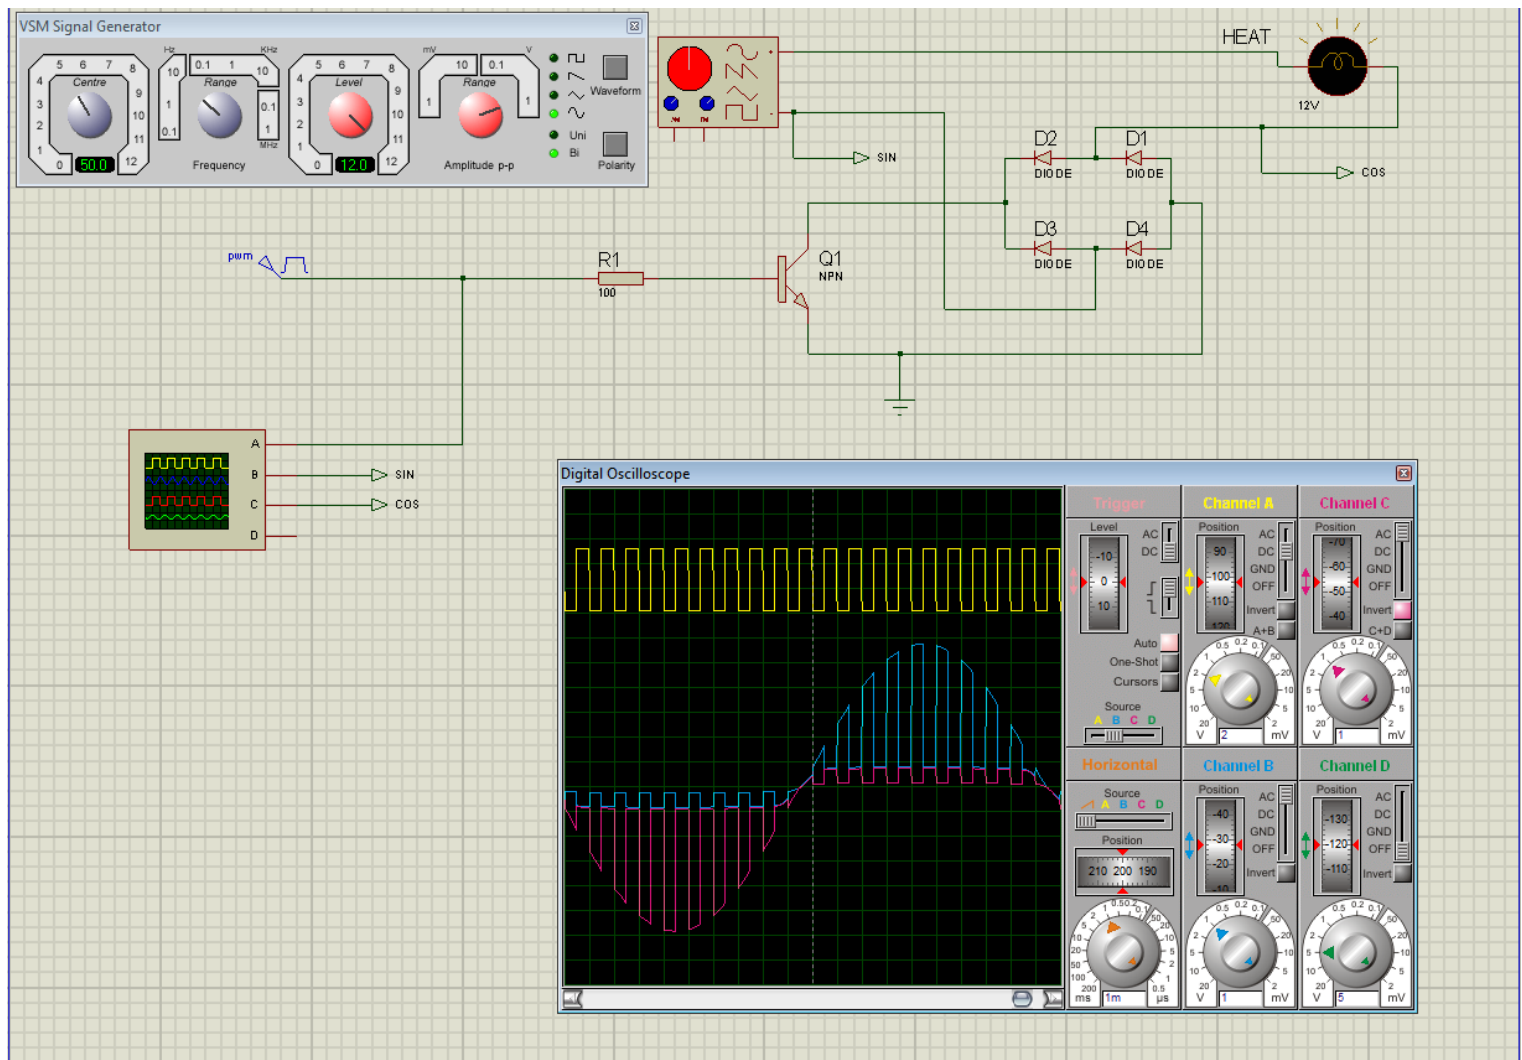 VSM Signal Generator
Hz KHz mV V
5 6 7 8 4 3 2 1 0 9 10 11 12
Centre
50.0
0.1 1 10
10 1 0.1
Range
0.1 1 MHz
Frequency
5 6 7 8 4 3 2 1 0 9 10 11 12
Level
12.0
10 0.1
1 1
Range
Amplitude p-p
Waveform
Uni
Bi
Polarity
HEAT
12V
SIN
D2 D1
DIODE DIODE
COS
D3 D4
DIODE DIODE
pwm
R1
100
Q1
NPN
A
B SIN
C COS
D
Digital Oscilloscope
Trigger
Level
-10
0
10
AC
DC
Auto
One-Shot
Cursors
Source
A B C D
Channel A
Position
90
100
110
120
AC
DC
GND
OFF
Invert
A+B
V 2 mV
Channel C
Position
-70
-60
-50
-40
AC
DC
GND
OFF
Invert
C+D
V 1 mV
Horizontal
Source
A B C D
Position
210 200 190
ms 1m µs
Channel B
Position
-40
-30
-20
-10
AC
DC
GND
OFF
Invert
V 1 mV
Channel D
Position
-130
-120
-110
AC
DC
GND
OFF
Invert
V 5 mV